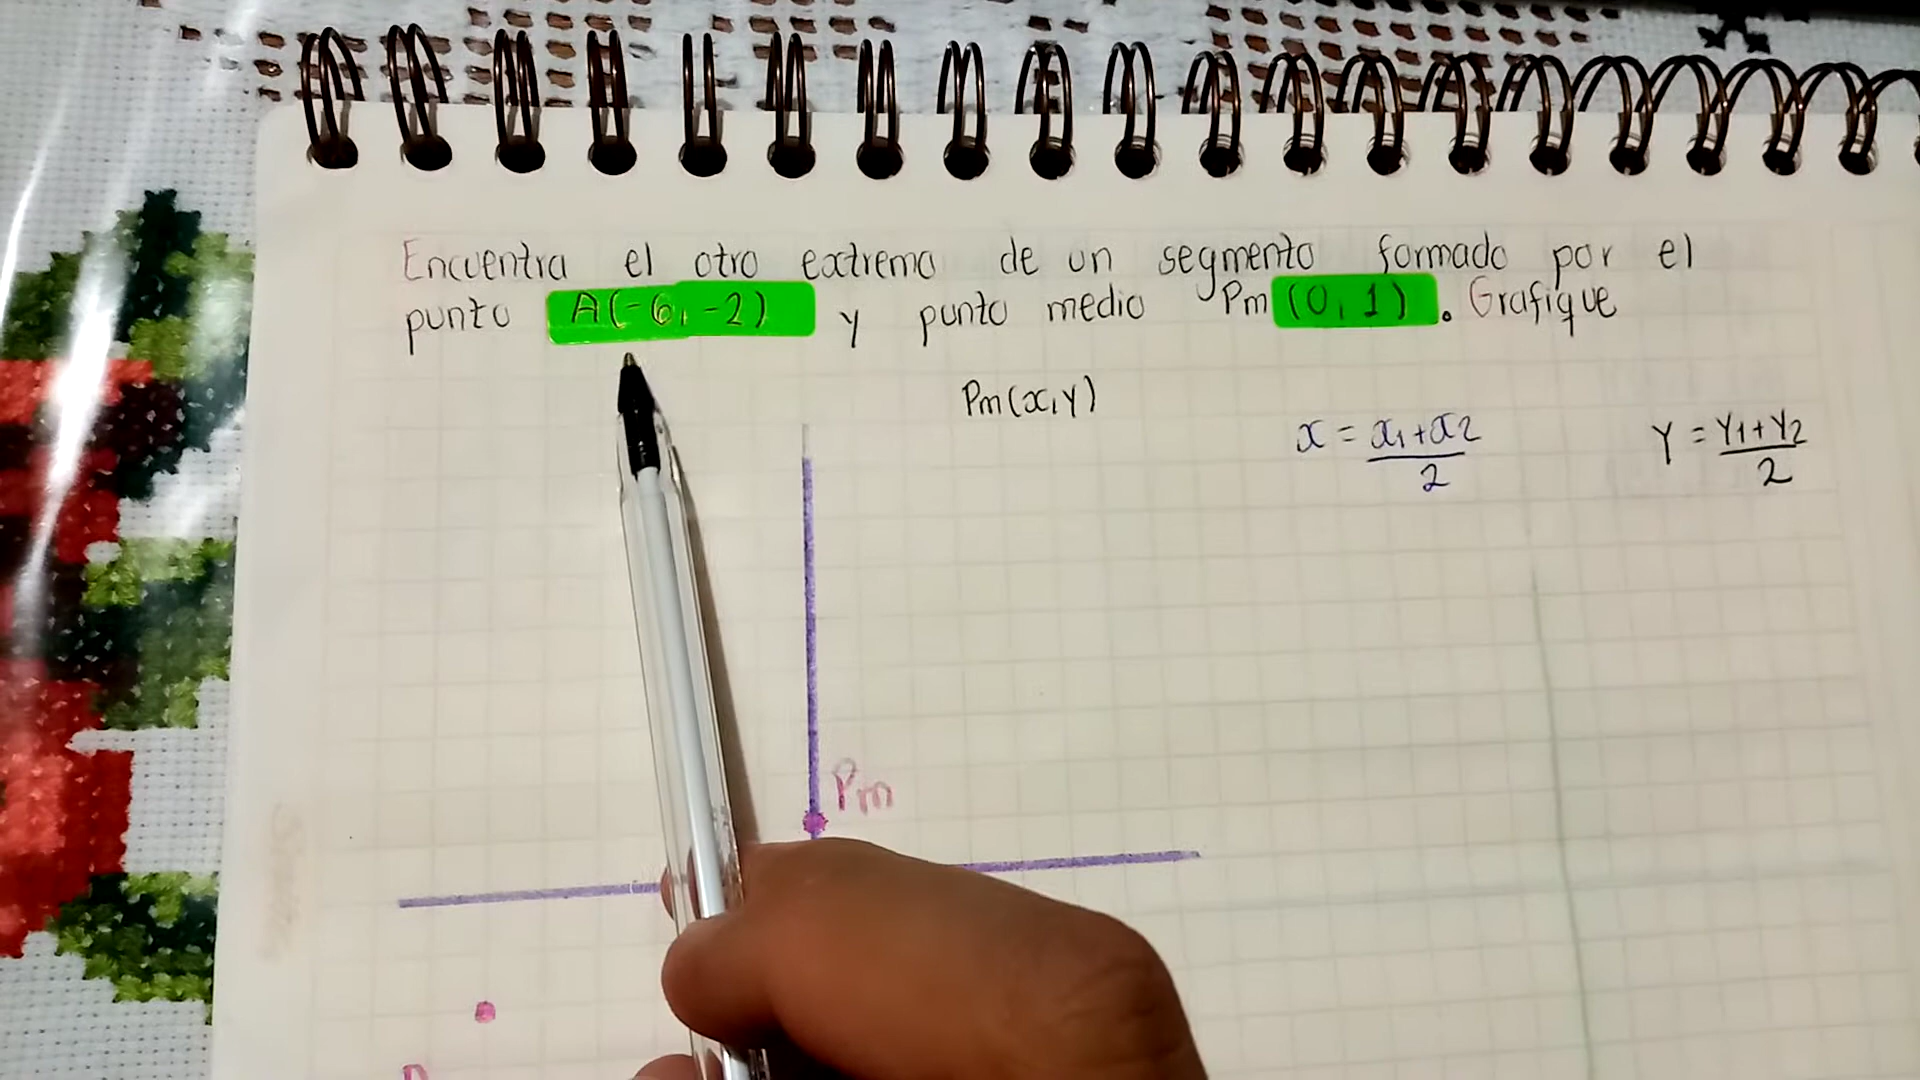 Encuentra el otro extremo de un segmento formado por el
punto A(-6, -2) y punto medio Pm (0, 1). Grafique
Pm(x, y)
x = x₁+x₂/2
y = y₁+y₂/2
Pm